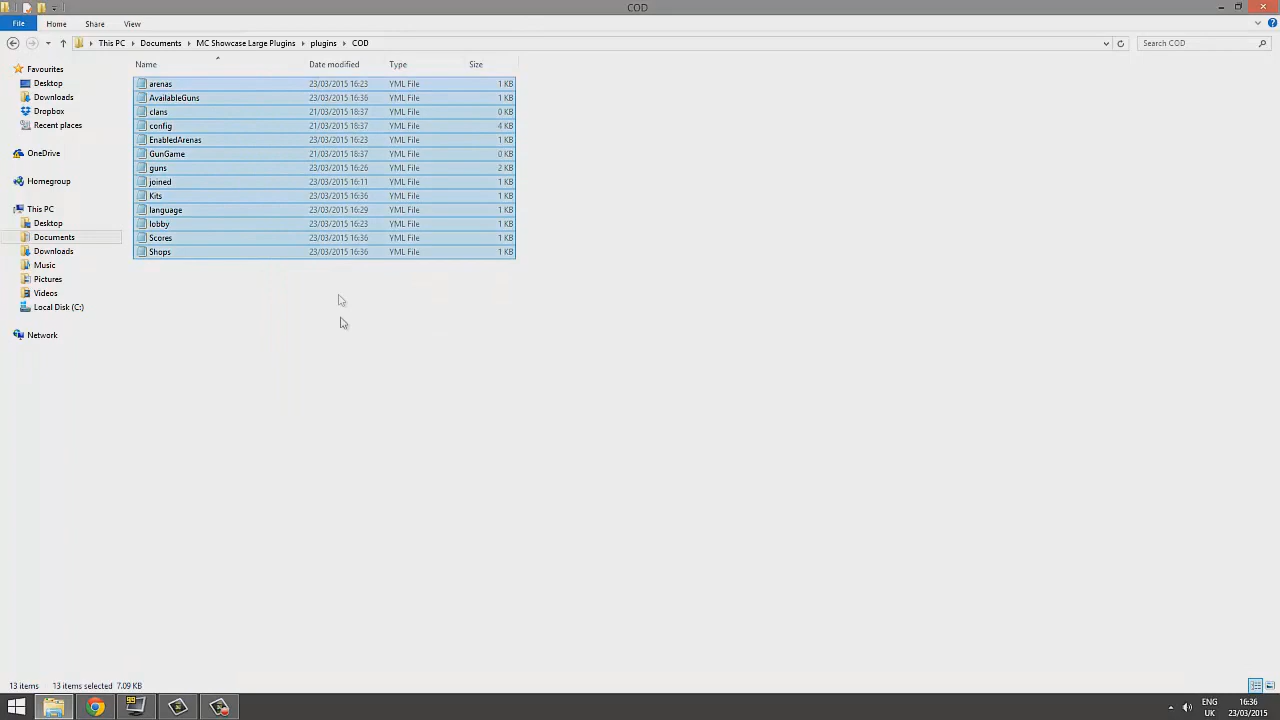 COD
File Home Share View
This PC Documents MC Showcase Large Plugins plugins COD Search COD
Name Date modified Type Size
Favourites
Desktop
Downloads
Dropbox
Recent places
OneDrive
Homegroup
This PC
Desktop
Documents
Downloads
Music
Pictures
Videos
Local Disk (C:)
Network
arenas 23/03/2015 16:23 YML File 1 KB
AvailableGuns 23/03/2015 16:36 YML File 1 KB
clans 21/03/2015 18:37 YML File 0 KB
config 21/03/2015 18:37 YML File 4 KB
EnabledArenas 23/03/2015 16:23 YML File 1 KB
GunGame 21/03/2015 18:37 YML File 0 KB
guns 23/03/2015 16:26 YML File 2 KB
joined 23/03/2015 16:11 YML File 1 KB
Kits 23/03/2015 16:36 YML File 1 KB
language 23/03/2015 16:29 YML File 1 KB
lobby 23/03/2015 16:23 YML File 1 KB
Scores 23/03/2015 16:36 YML File 1 KB
Shops 23/03/2015 16:36 YML File 1 KB
13 items 13 items selected 7.09 KB
ENG 16:36
UK 23/03/2015